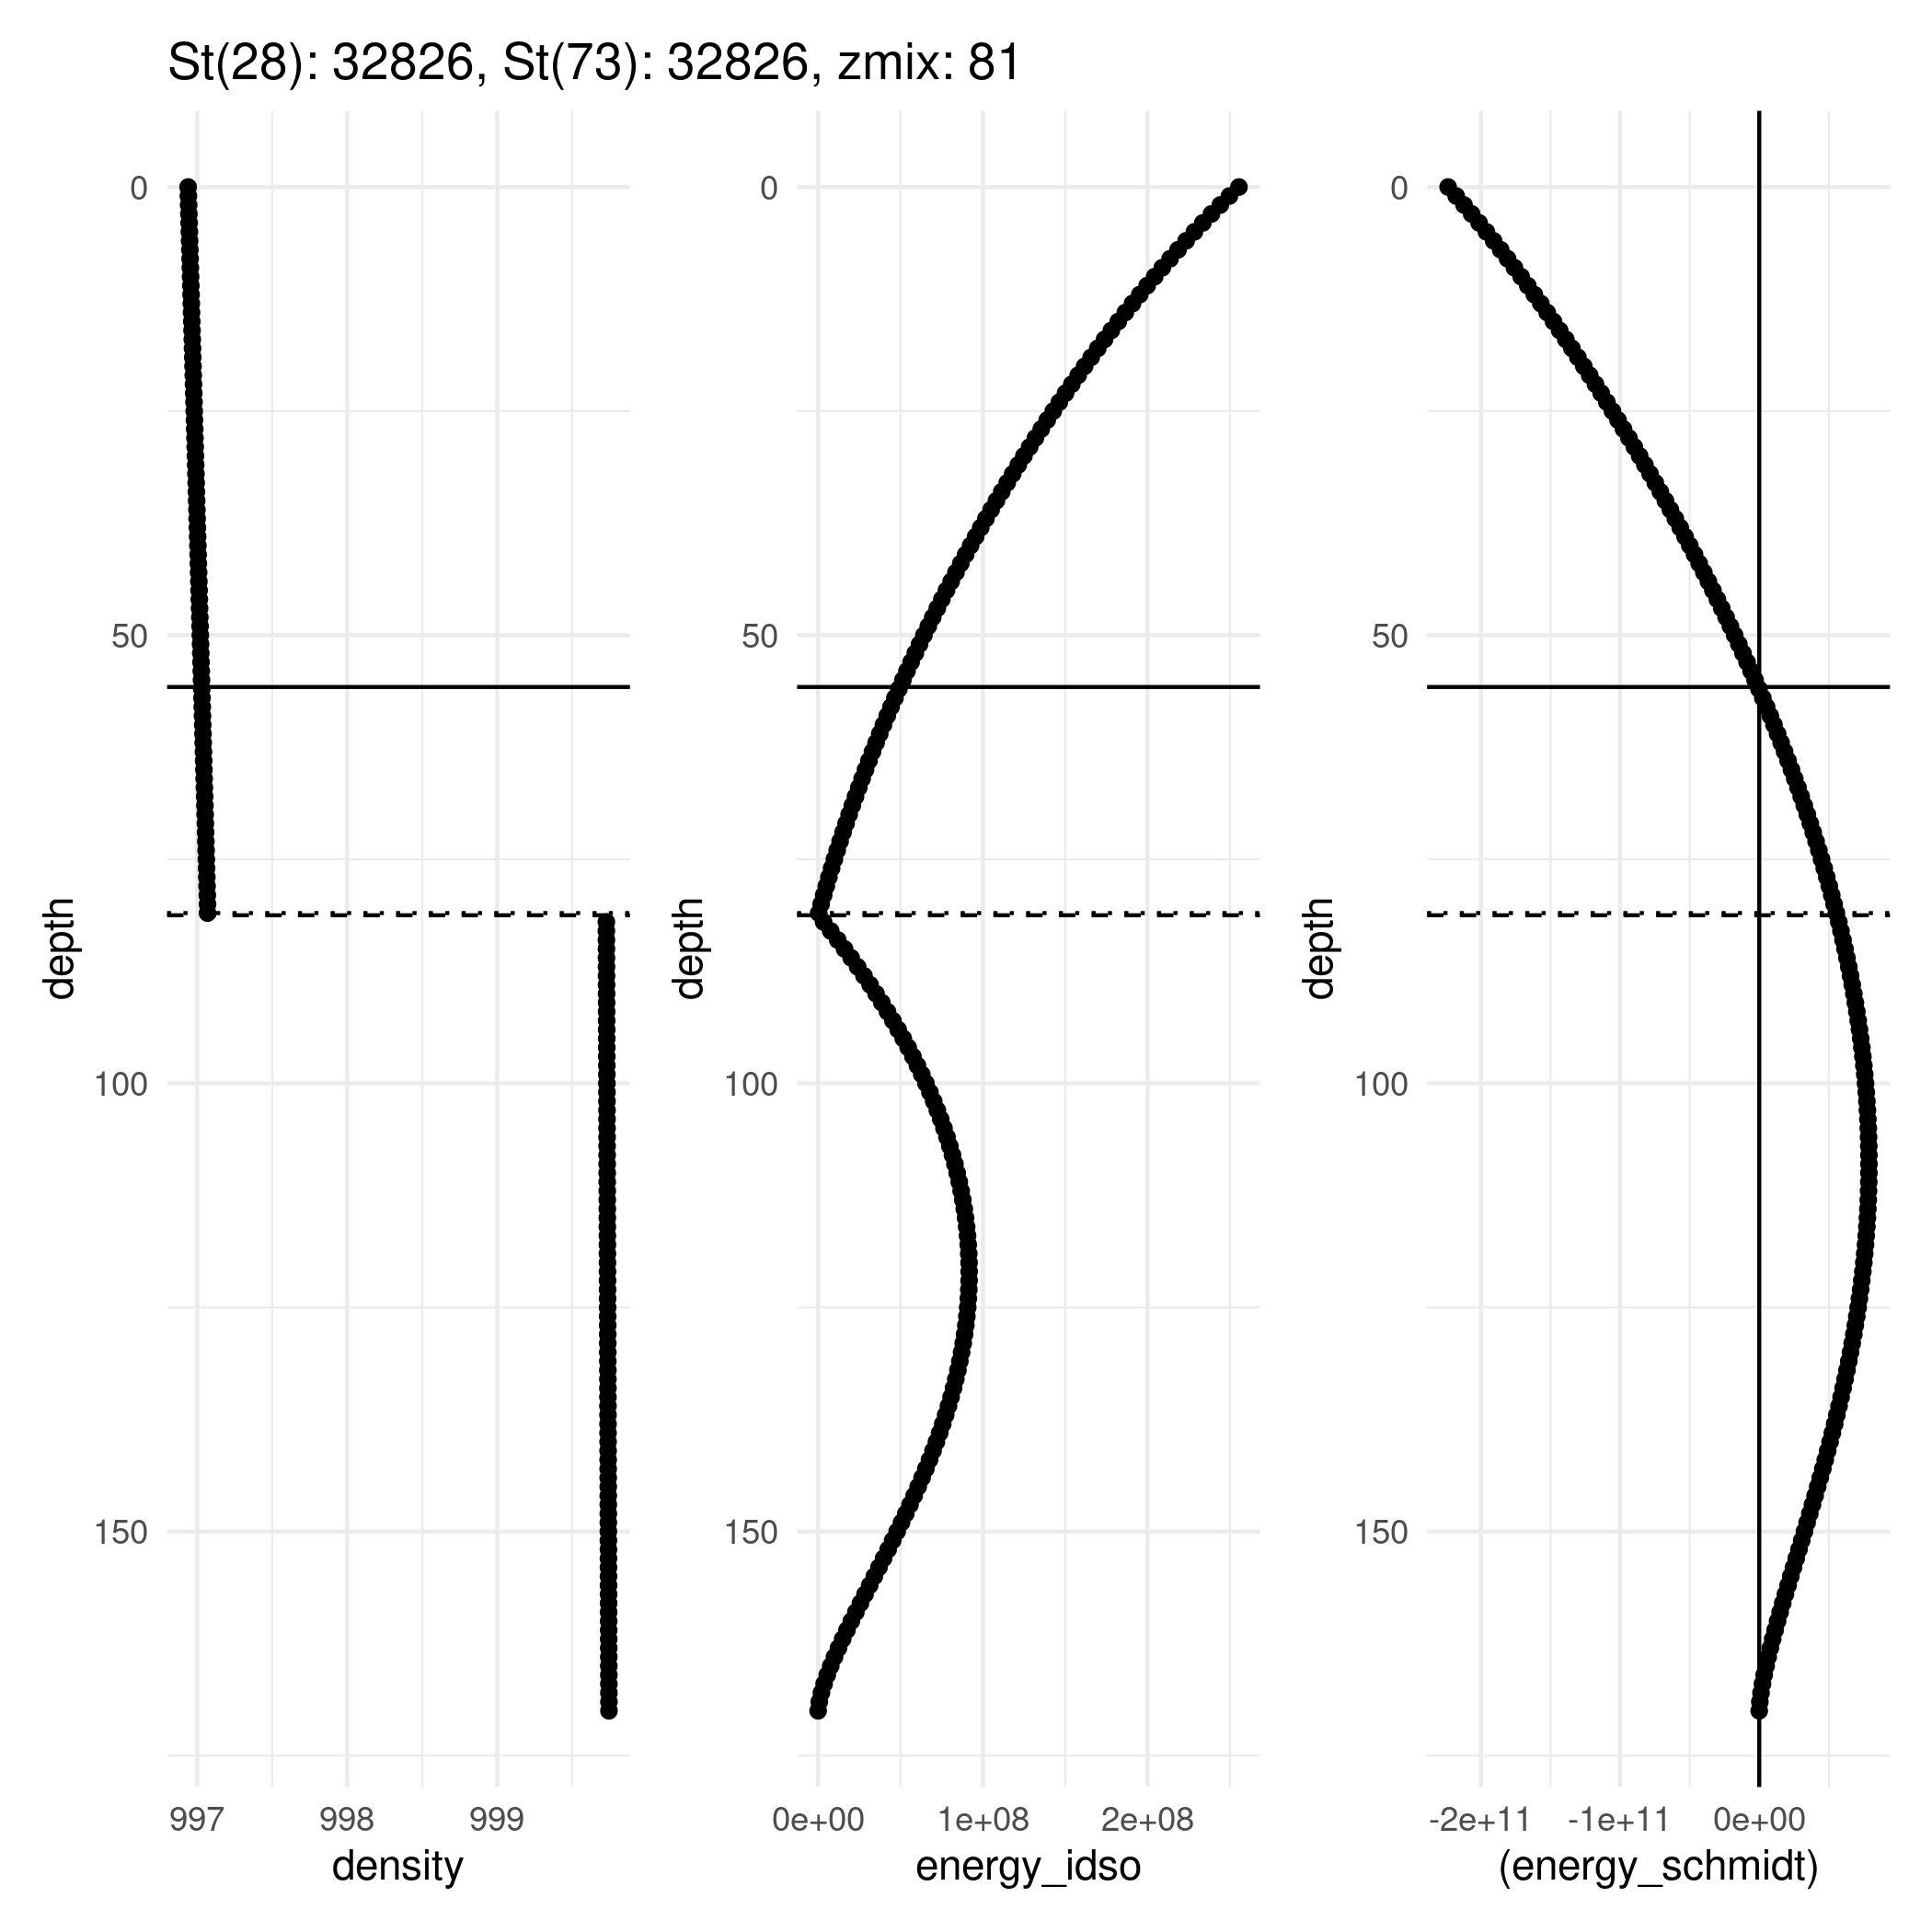 St(28): 32826, St(73): 32826, zmix: 81
0
50
100
150
depth
997
998
999
density
0
50
100
150
depth
0e+00
1e+08
2e+08
energy_idso
0
50
100
150
depth
-2e+11
-1e+11
0e+00
(energy_schmidt)